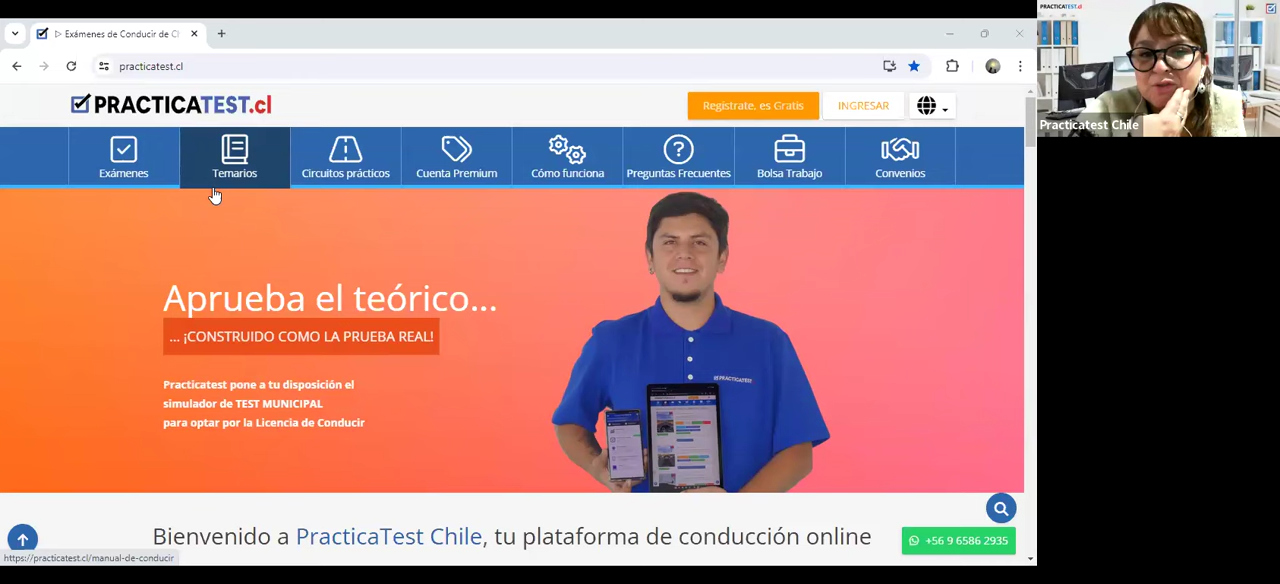 ▷ Exámenes de Conducir de C
practicatest.cl
PRACTICATEST.cl
Regístrate, es Gratis
INGRESAR
Exámenes
Temarios
Circuitos prácticos
Cuenta Premium
Cómo funciona
Preguntas Frecuentes
Bolsa Trabajo
Convenios
Aprueba el teórico...
... ¡CONSTRUIDO COMO LA PRUEBA REAL!
Practicatest pone a tu disposición el
simulador de TEST MUNICIPAL
para optar por la Licencia de Conducir
PRACTICATEST
Bienvenido a PracticaTest Chile, tu plataforma de conducción online
+56 9 6586 2935
https://practicatest.cl/manual-de-conducir
PRACTICATEST.cl
Practicatest Chile